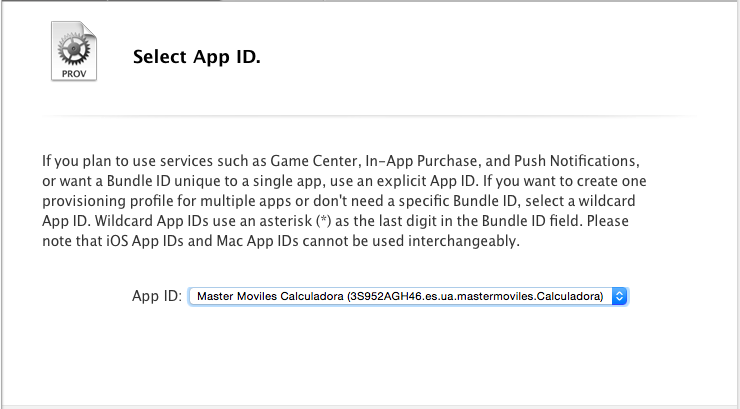 PROV
Select App ID.
If you plan to use services such as Game Center, In-App Purchase, and Push Notifications,
or want a Bundle ID unique to a single app, use an explicit App ID. If you want to create one
provisioning profile for multiple apps or don't need a specific Bundle ID, select a wildcard
App ID. Wildcard App IDs use an asterisk (*) as the last digit in the Bundle ID field. Please
note that iOS App IDs and Mac App IDs cannot be used interchangeably.
App ID: Master Moviles Calculadora (3S952AGH46.es.ua.mastermoviles.Calculadora)